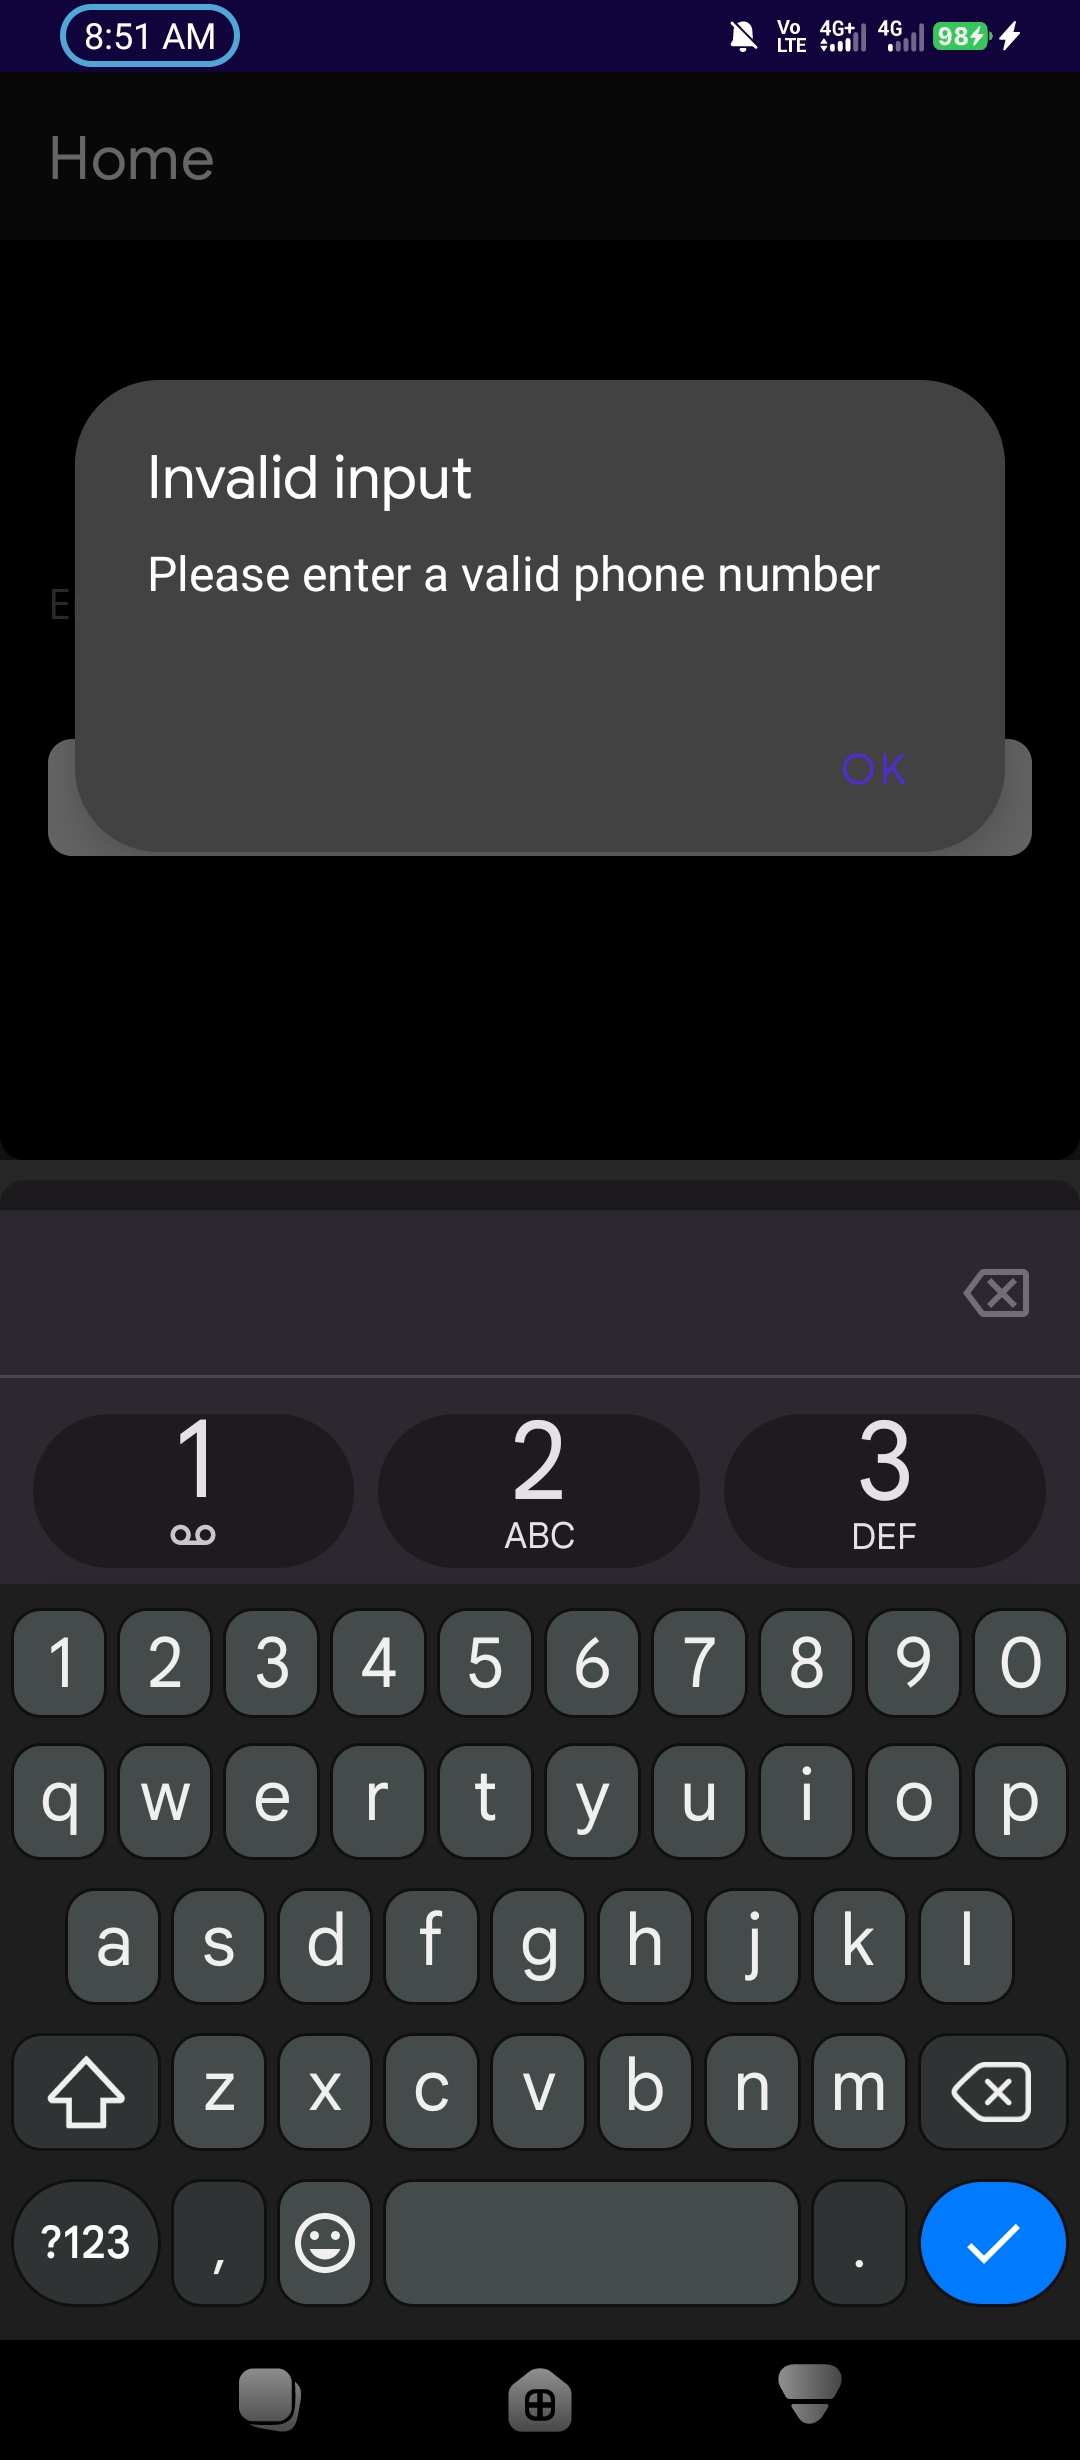 8:51 AM Vo LTE 4G+ 4G 98
Home
Invalid input
Please enter a valid phone number
E
OK
1 2 3
ABC DEF
1 2 3 4 5 6 7 8 9 0
q w e r t y u i o p
a s d f g h j k l
z x c v b n m
?123 , .